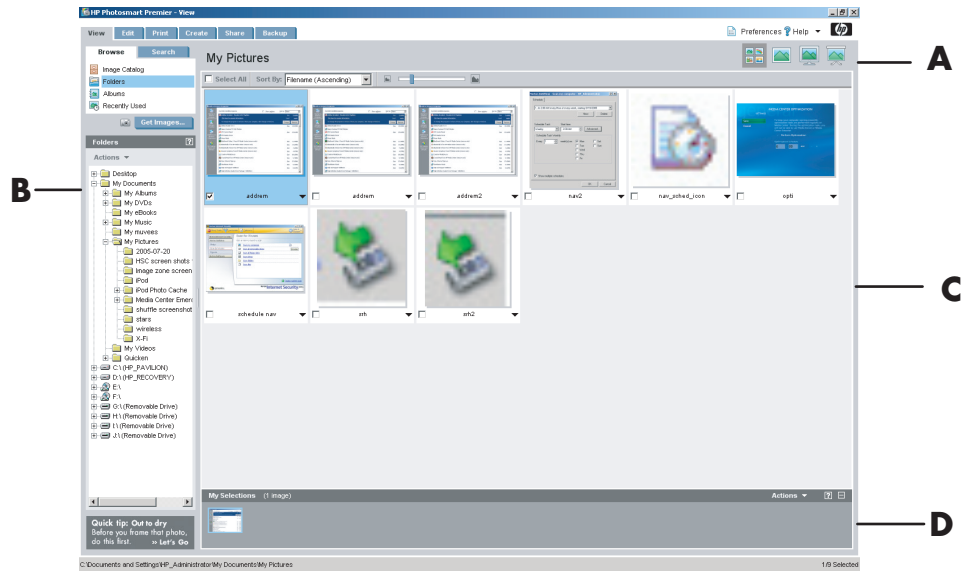 HP Photosmart Premier - View
View Edit Print Create Share Backup
Preferences ? Help
hp
Browse Search
My Pictures
A
Image Catalog
Folders
Albums
Recently Used
Get Images...
Select All Sort By: Filename (Ascending)
Folders ?
Actions
B
Desktop
My Documents
My Albums
My DVDs
My eBooks
My Music
My muvees
My Pictures
2005-07-20
HSC screen shots
Image zone screen
iPod
iPod Photo Cache
Media Center Emer
shuffle screenshot
stars
wireless
X-Fi
My Videos
Quicken
C:\ (HP_PAVILION)
D:\ (HP_RECOVERY)
E:\
F:\
G:\ (Removable Drive)
H:\ (Removable Drive)
I:\ (Removable Drive)
J:\ (Removable Drive)
addrem addrem addrem2 nav2 nav_sched_icon opti
Internet Security
schedule nav srh srh2
C
My Selections (1 image) Actions ?
D
Quick tip: Out to dry
Before you frame that photo,
do this first. » Let's Go
C:\Documents and Settings\HP_Administrator\My Documents\My Pictures 1/9 Selected